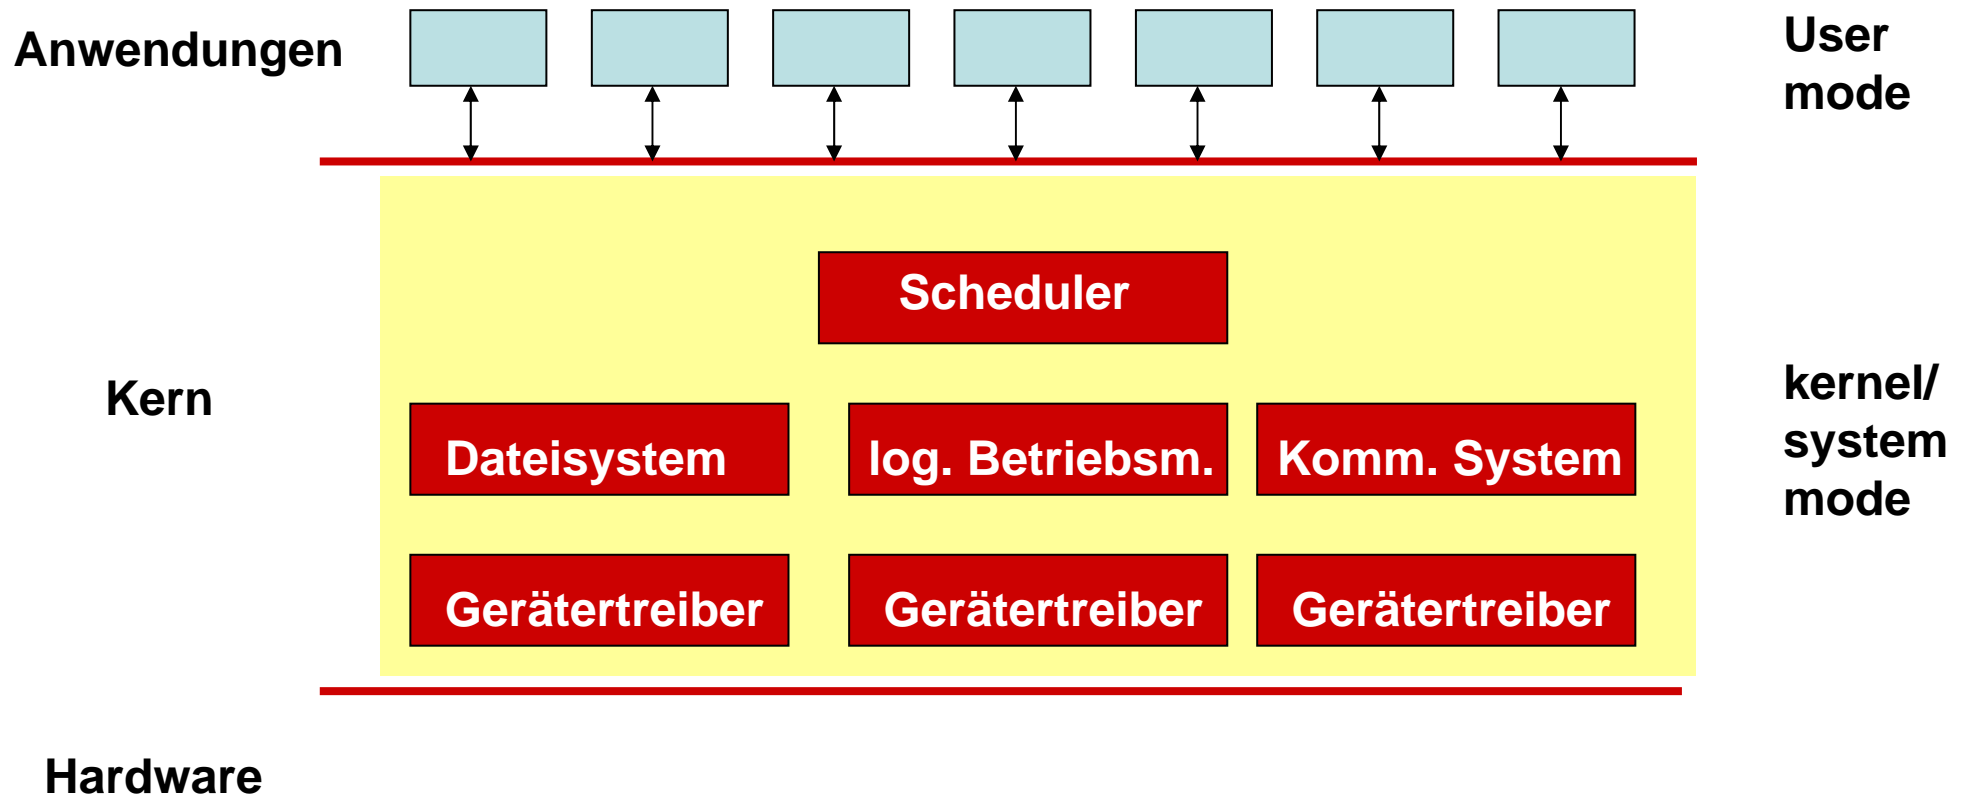 Anwendungen
User
mode
Scheduler
Kern
kernel/
system
mode
Dateisystem
log. Betriebsm.
Komm. System
Gerätertreiber
Gerätertreiber
Gerätertreiber
Hardware